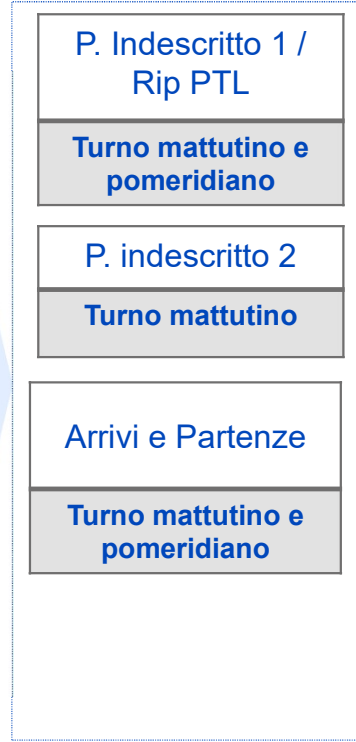 P. Indescritto 1 /
Rip PTL
Turno mattutino e
pomeridiano
P. indescritto 2
Turno mattutino
Arrivi e Partenze
Turno mattutino e
pomeridiano